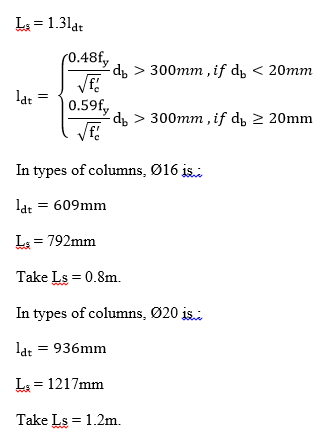 Ls = 1.3ldt
ldt = { 0.48fy/√f′c db > 300mm ,if db < 20mm
0.59fy/√f′c db > 300mm ,if db ≥ 20mm
In types of columns, Ø16 is :
ldt = 609mm
Ls = 792mm
Take Ls = 0.8m.
In types of columns, Ø20 is :
ldt = 936mm
Ls = 1217mm
Take Ls = 1.2m.